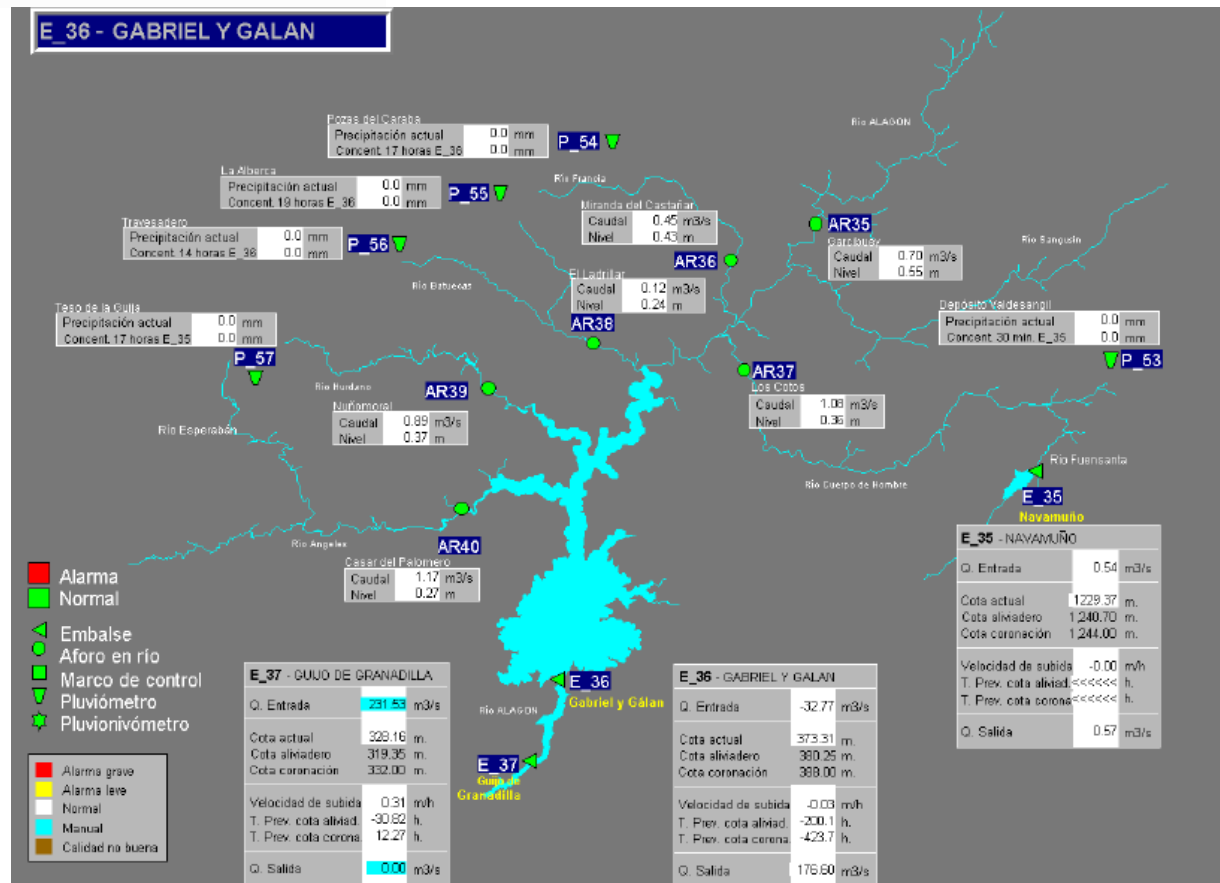 E_36 - GABRIEL Y GALAN
Río ALAGON
Pozas del Caraba
Precipitación actual 0.0 mm
Concent. 17 horas E_36 0.0 mm
P_54
La Alberca
Precipitación actual 0.0 mm
Concent. 19 horas E_36 0.0 mm
P_55
Río Francia
Miranda del Castañar
Caudal 0.45 m3/s
Nivel 0.43 m
AR36
Travesadero
Precipitación actual 0.0 mm
Concent. 14 horas E_36 0.0 mm
P_56
AR35
Garcibuey
Caudal 0.70 m3/s
Nivel 0.55 m
Río Sangusin
Río Batuecas
El Ladrillar
Caudal 0.12 m3/s
Nivel 0.24 m
AR38
Teso de la Guija
Precipitación actual 0.0 mm
Concent. 17 horas E_35 0.0 mm
P_57
Depósito Valdesangil
Precipitación actual 0.0 mm
Concent. 30 min. E_35 0.0 mm
P_53
Río Hurdano
AR39
Nuñomoral
Caudal 0.89 m3/s
Nivel 0.37 m
AR37
Los Cotos
Caudal 1.08 m3/s
Nivel 0.36 m
Río Esperabán
Río Cuerpo de Hombre
Río Fuensanta
E_35
Navamuño
Río Angeles
AR40
Casar del Palomero
Caudal 1.17 m3/s
Nivel 0.27 m
E_35 - NAVAMUÑO
Q. Entrada 0.54 m3/s
Cota actual 1229.37 m.
Cota aliviadero 1,240.70 m.
Cota coronación 1,244.00 m.
Velocidad de subida -0.00 m/h
T. Prev. cota aliviad. <<<<<< h.
T. Prev. cota corona <<<<<< h.
Q. Salida 0.57 m3/s
Alarma
Normal
Embalse
Aforo en río
Marco de control
Pluviómetro
Pluvionivómetro
Alarma grave
Alarma leve
Normal
Manual
Calidad no buena
E_37 - GUIJO DE GRANADILLA
Q. Entrada 231.53 m3/s
Cota actual 328.16 m.
Cota aliviadero 319.35 m.
Cota coronación 332.00 m.
Velocidad de subida 0.31 m/h
T. Prev. cota aliviad. -30.82 h.
T. Prev. cota corona. 12.27 h.
Q. Salida 0.00 m3/s
E_36
Gabriel y Gálan
Río ALAGON
E_37
Guijo de
Granadilla
E_36 - GABRIEL Y GALAN
Q. Entrada -32.77 m3/s
Cota actual 373.31 m.
Cota aliviadero 380.25 m.
Cota coronación 388.00 m.
Velocidad de subida -0.03 m/h
T. Prev. cota aliviad. -200.1 h.
T. Prev. cota corona. -423.7 h.
Q. Salida 176.60 m3/s